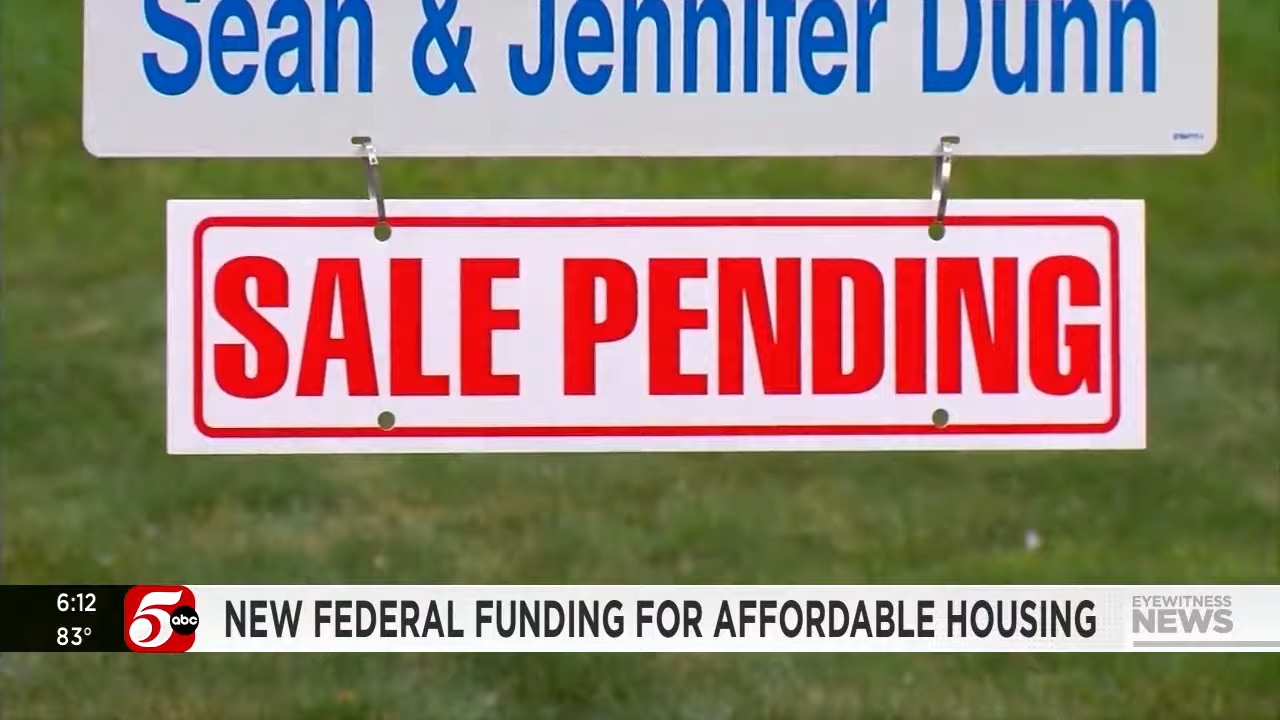 Sean & Jennifer Dunn
SALE PENDING
6:12
83°
5
abc
NEW FEDERAL FUNDING FOR AFFORDABLE HOUSING
EYEWITNESS
NEWS